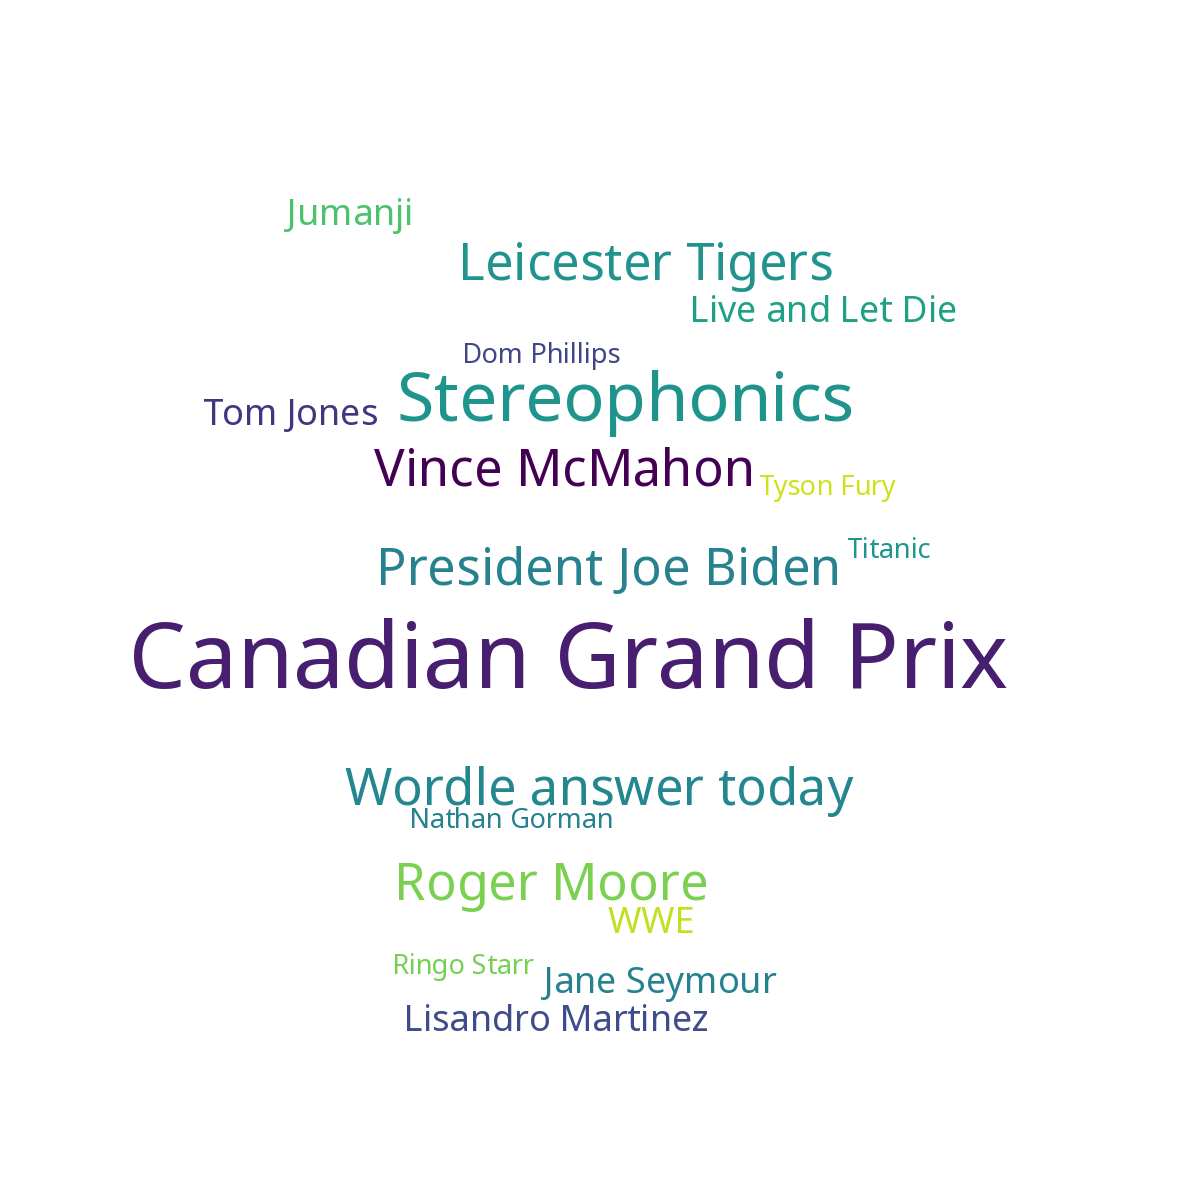 Jumanji
Leicester Tigers
Live and Let Die
Dom Phillips
Stereophonics
Tom Jones
Vince McMahon
Tyson Fury
Titanic
President Joe Biden
Canadian Grand Prix
Wordle answer today
Nathan Gorman
Roger Moore
WWE
Ringo Starr
Jane Seymour
Lisandro Martinez